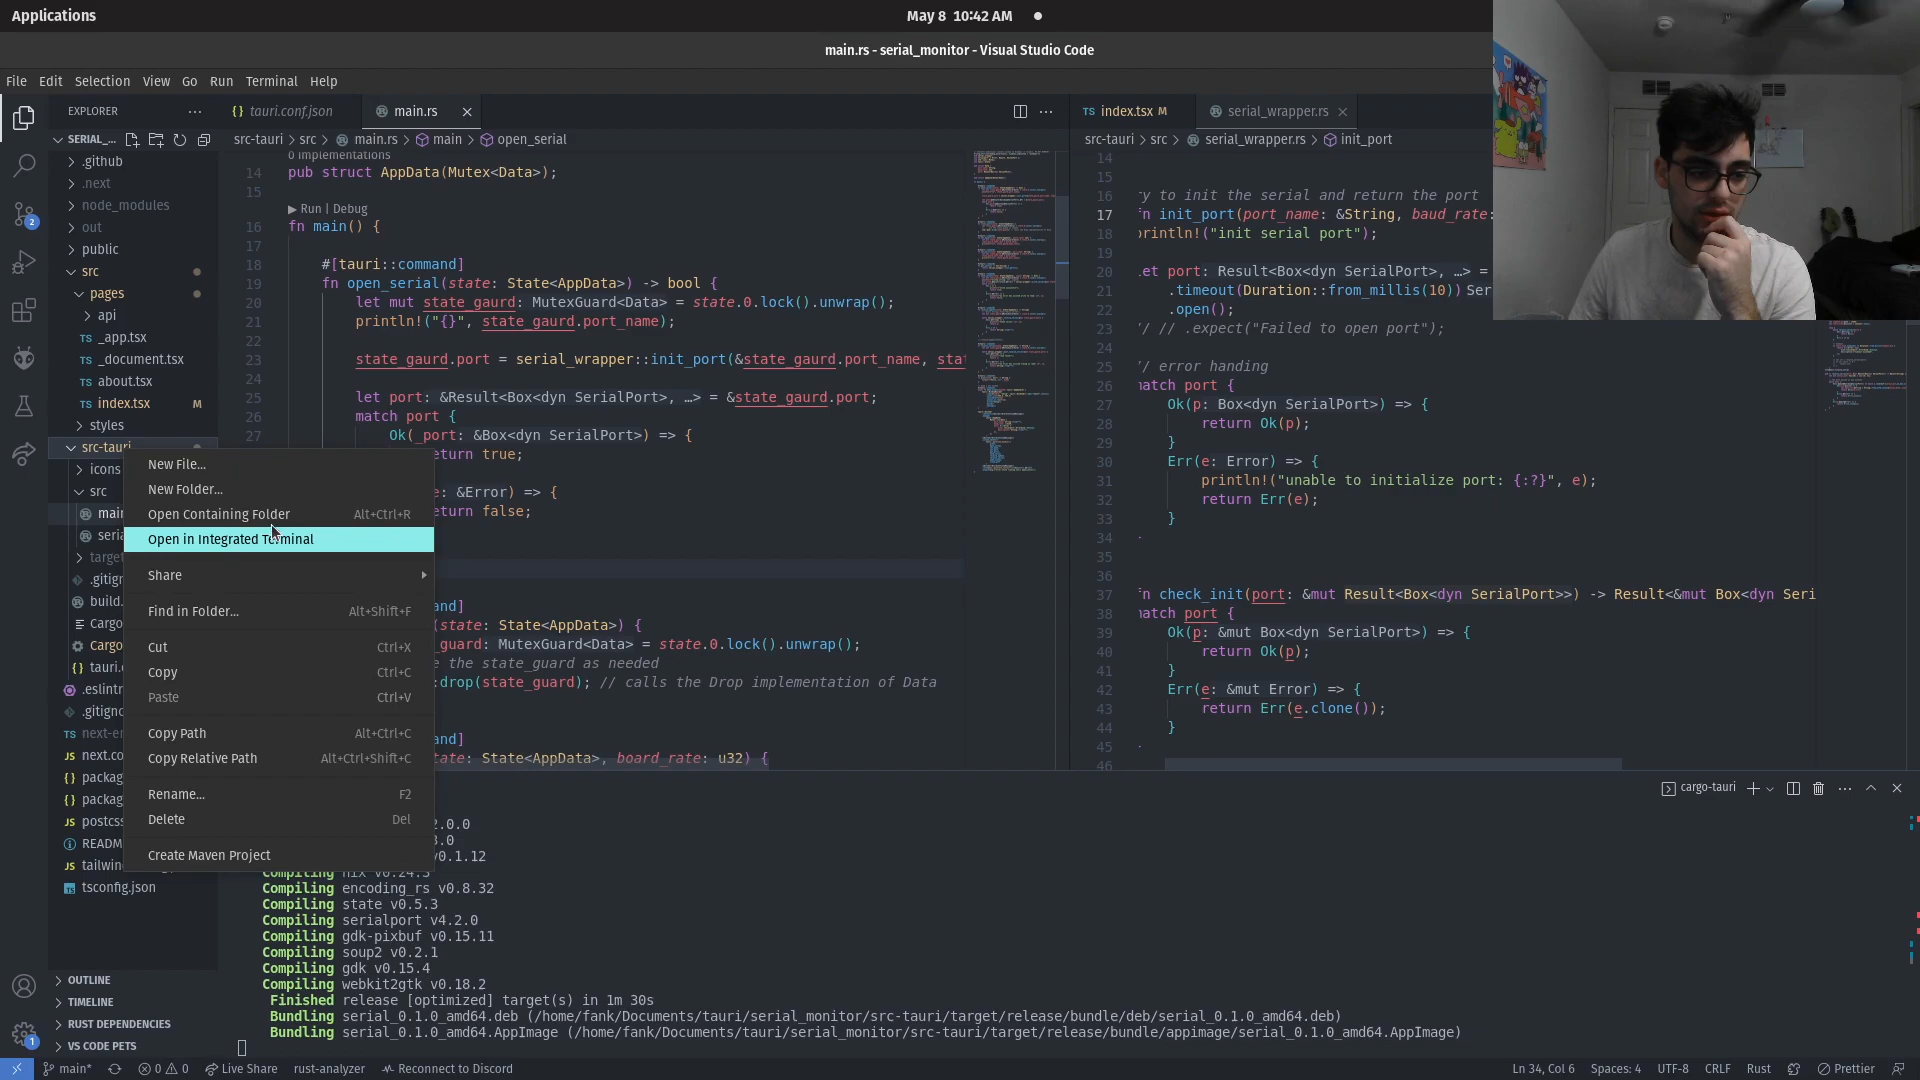 Applications
May 8 10:42 AM
main.rs - serial_monitor - Visual Studio Code
File Edit Selection View Go Run Terminal Help
EXPLORER
SERIAL_...
.github
.next
node_modules
out
public
src
pages
api
_app.tsx
_document.tsx
about.tsx
index.tsx M
styles
src-tauri
icons
src
main
seria
target
.gitign
build.
Cargo
Cargo
tauri.c
.eslintr
.gitigno
next-en
next.co
packag
packag
postcss
READM
tailwin
tsconfig.json
OUTLINE
TIMELINE
RUST DEPENDENCIES
VS CODE PETS
2
1
New File...
New Folder...
Open Containing Folder Alt+Ctrl+R
Open in Integrated Terminal
Share
Find in Folder... Alt+Shift+F
Cut Ctrl+X
Copy Ctrl+C
Paste Ctrl+V
Copy Path Alt+Ctrl+C
Copy Relative Path Alt+Ctrl+Shift+C
Rename... F2
Delete Del
Create Maven Project
tauri.conf.json main.rs
src-tauri > src > main.rs > main > open_serial
0 implementations
14 pub struct AppData(Mutex<Data>);
15
Run | Debug
16 fn main() {
17
18 #[tauri::command]
19 fn open_serial(state: State<AppData>) -> bool {
20 let mut state_gaurd: MutexGuard<Data> = state.0.lock().unwrap();
21 println!("{}", state_gaurd.port_name);
22
23 state_gaurd.port = serial_wrapper::init_port(&state_gaurd.port_name, stat
24
25 let port: &Result<Box<dyn SerialPort>, …> = &state_gaurd.port;
26 match port {
27 Ok(_port: &Box<dyn SerialPort>) => {
eturn true;
e: &Error) => {
eturn false;
and]
(state: State<AppData>) {
_guard: MutexGuard<Data> = state.0.lock().unwrap();
e the state_guard as needed
:drop(state_guard); // calls the Drop implementation of Data
and]
tate: State<AppData>, board_rate: u32) {
index.tsx M serial_wrapper.rs
src-tauri > src > serial_wrapper.rs > init_port
14
15
16 ry to init the serial and return the port
17 fn init_port(port_name: &String, baud_rate:
18 println!("init serial port");
19
20 let port: Result<Box<dyn SerialPort>, …> =
21 .timeout(Duration::from_millis(10)) Ser
22 .open();
23 // // .expect("Failed to open port");
24
25 // error handing
26 match port {
27 Ok(p: Box<dyn SerialPort>) => {
28 return Ok(p);
29 }
30 Err(e: Error) => {
31 println!("unable to initialize port: {:?}", e);
32 return Err(e);
33 }
34
35
36
37 fn check_init(port: &mut Result<Box<dyn SerialPort>>) -> Result<&mut Box<dyn Seri
38 match port {
39 Ok(p: &mut Box<dyn SerialPort>) => {
40 return Ok(p);
41 }
42 Err(e: &mut Error) => {
43 return Err(e.clone());
44 }
45
46
cargo-tauri
2.0.0
3.0
v0.1.12
Compiling nix v0.24.3
Compiling encoding_rs v0.8.32
Compiling state v0.5.3
Compiling serialport v4.2.0
Compiling gdk-pixbuf v0.15.11
Compiling soup2 v0.2.1
Compiling gdk v0.15.4
Compiling webkit2gtk v0.18.2
Finished release [optimized] target(s) in 1m 30s
Bundling serial_0.1.0_amd64.deb (/home/fank/Documents/tauri/serial_monitor/src-tauri/target/release/bundle/deb/serial_0.1.0_amd64.deb)
Bundling serial_0.1.0_amd64.AppImage (/home/fank/Documents/tauri/serial_monitor/src-tauri/target/release/bundle/appimage/serial_0.1.0_amd64.AppImage)
main* 0 0 Live Share rust-analyzer Reconnect to Discord Ln 34, Col 6 Spaces: 4 UTF-8 CRLF Rust Prettier